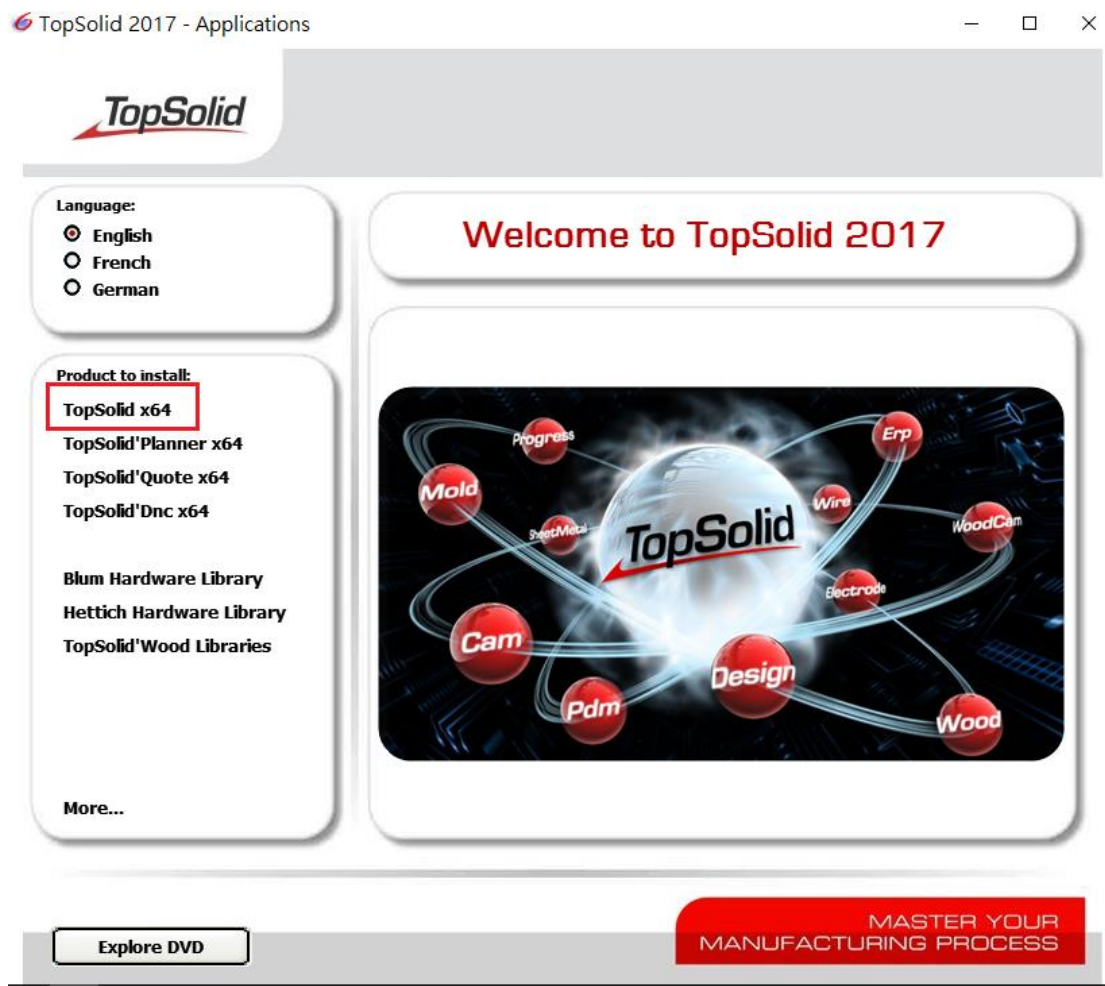 TopSolid 2017 - Applications
TopSolid
Language:
English
French
German
Welcome to TopSolid 2017
Product to install:
TopSolid x64
TopSolid'Planner x64
TopSolid'Quote x64
TopSolid'Dnc x64
Blum Hardware Library
Hettich Hardware Library
TopSolid'Wood Libraries
More...
Progress
Erp
Mold
Wire
SheetMetal
TopSolid
WoodCam
Electrode
Cam
Design
Pdm
Wood
Explore DVD
MASTER YOUR
MANUFACTURING PROCESS